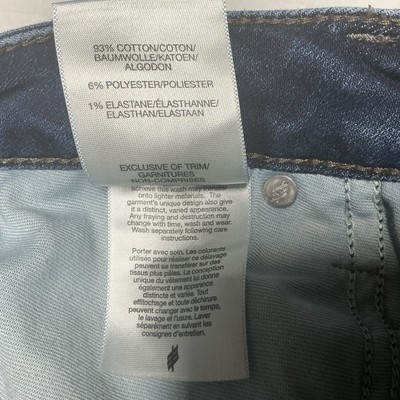 93% COTTON/COTON/
BAUMWOLLE/KATOEN/
ALGODON
6% POLYESTER/POLIESTER
1% ELASTANE/ÉLASTHANNE/
ELASTHAN/ELASTAAN
EXCLUSIVE OF TRIM/
GARNITURES
NON-COMPRISES
achieve this wash may transfer
onto lighter materials. The
garment's unique design also give
it a distinct, varied appearance.
Any fraying and destruction may
change with time, wash and wear.
Wash separately following care
instructions.
Porter avec soin. Les colorants
utilisés pour réaliser ce délavage
peuvent se transférer sur des
tissus plus clairs. La conception
unique du vêtement lui donne
également une apparence
distincte et variée. Tout
effilochage et toute déchirure
peuvent changer avec le temps,
le lavage et l'usure. Laver
séparément en suivant les
consignes d'entretien.